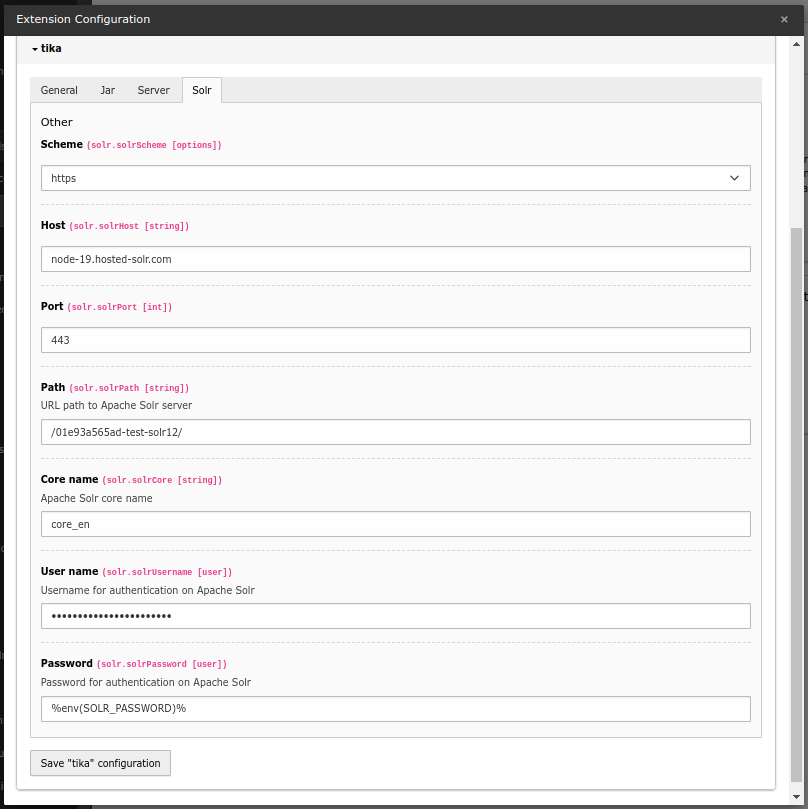 Extension Configuration
tika
General Jar Server Solr
Other
Scheme (solr.solrScheme [options])
https
Host (solr.solrHost [string])
node-19.hosted-solr.com
Port (solr.solrPort [int])
443
Path (solr.solrPath [string])
URL path to Apache Solr server
/01e93a565ad-test-solr12/
Core name (solr.solrCore [string])
Apache Solr core name
core_en
User name (solr.solrUsername [user])
Username for authentication on Apache Solr
•••••••••••••••••••••••
Password (solr.solrPassword [user])
Password for authentication on Apache Solr
%env(SOLR_PASSWORD)%
Save "tika" configuration